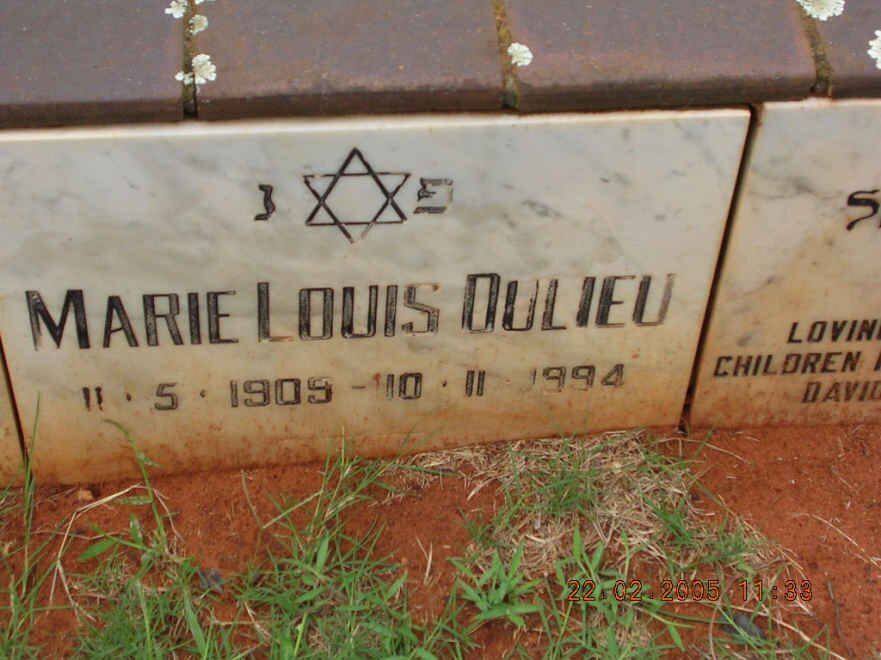 פ נ
MARIE LOUIS DULIEU
11 · 5 · 1909 - 10 · 11 · 1994
LOVIN
CHILDREN
DAVID
22.02.2005 11:33